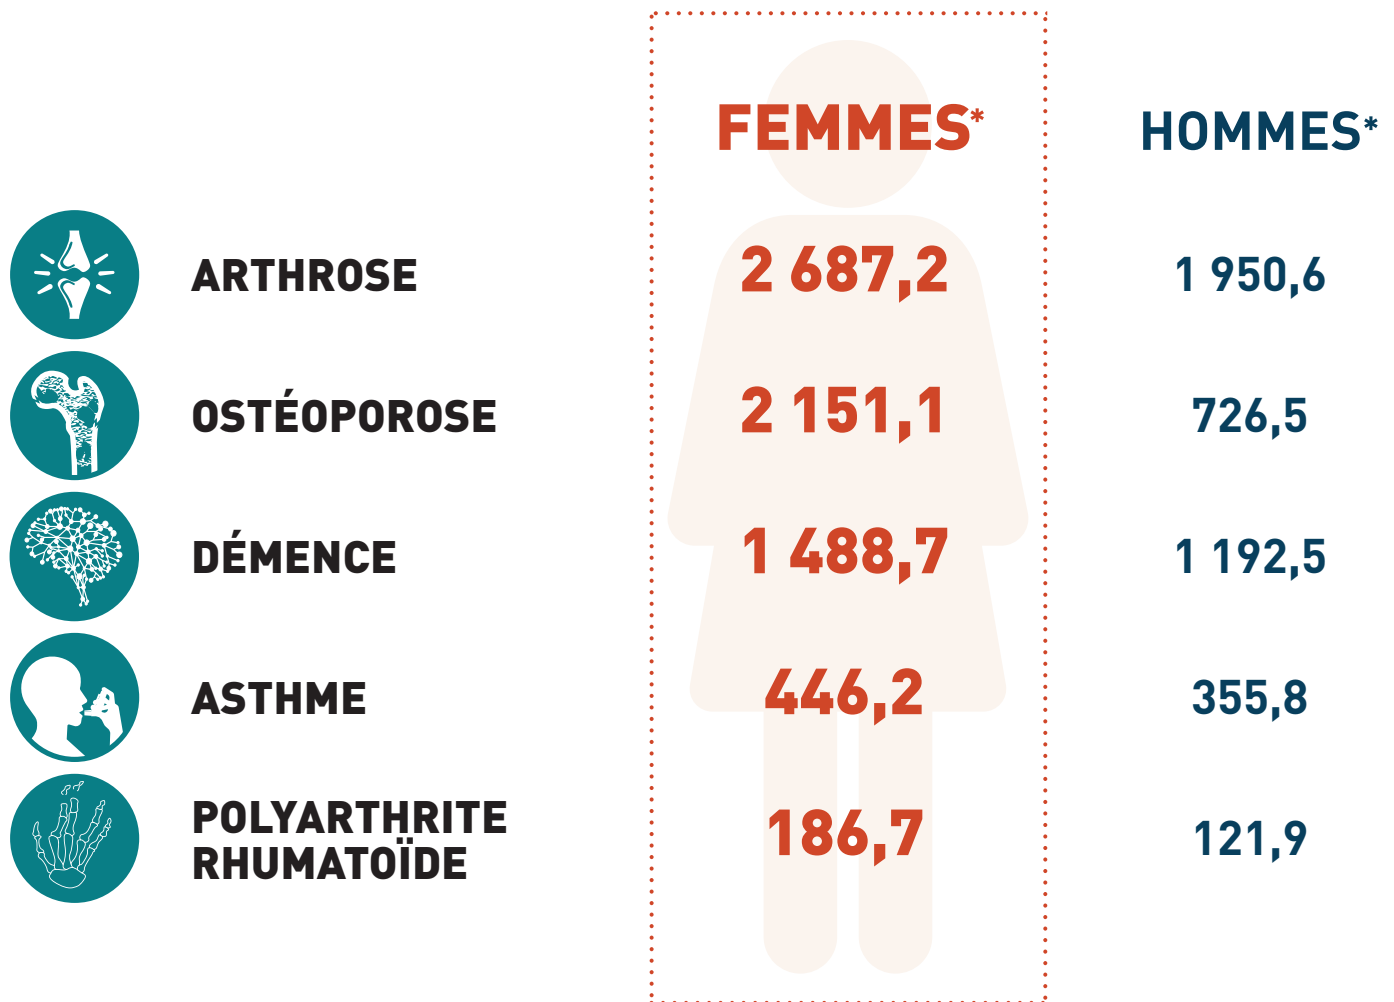 FEMMES*
HOMMES*
ARTHROSE
2 687,2
1 950,6
OSTÉOPOROSE
2 151,1
726,5
DÉMENCE
1 488,7
1 192,5
ASTHME
446,2
355,8
POLYARTHRITE
RHUMATOÏDE
186,7
121,9